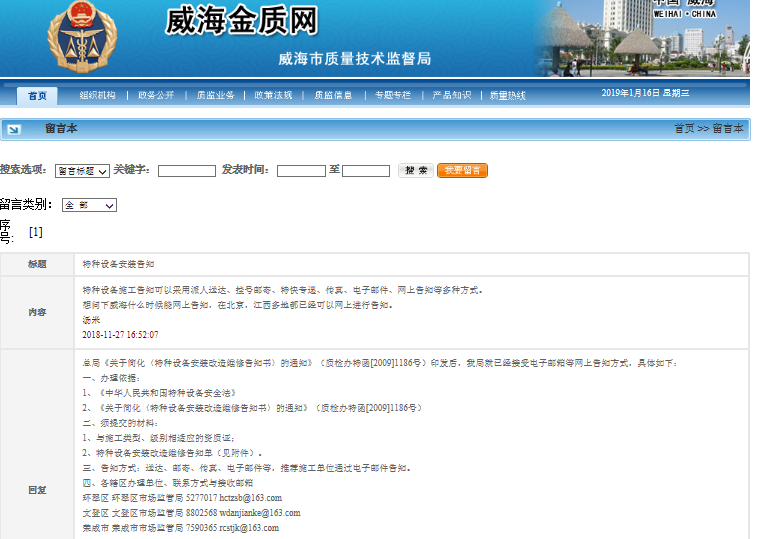 威海金质网
威海市质量技术监督局
中国 威海
WEIHAI·CHINA
首页 组织机构 | 政务公开 | 质监业务 | 政策法规 | 质监信息 | 专题专栏 | 产品知识 | 质量热线
2019年1月16日 星期三
留言本
首页 >> 留言本
搜索选项: 留言标题 关键字: 发表时间: 至 搜 索 我要留言
留言类别: 全 部
序
号: [1]
标题 特种设备安装告知
内容
特种设备施工告知可以采用派人送达、挂号邮寄、特快专递、传真、电子邮件、网上告知等多种方式。
想问下威海什么时候能网上告知，在北京，江西多地都已经可以网上进行告知。
汤米
2018-11-27 16:52:07
回复
总局《关于简化〈特种设备安装改造维修告知书〉的通知》（质检办特函[2009]1186号）印发后，我局就已经接受电子邮箱等网上告知方式，具体如下:
一、办理依据:
1、《中华人民共和国特种设备安全法》
2、《关于简化〈特种设备安装改造维修告知书〉的通知》（质检办特函[2009]1186号）
二、须提交的材料:
1、与施工类型、级别相适应的资质证;
2、特种设备安装改造维修告知单（见附件）。
三、告知方式: 送达、邮寄、传真、电子邮件等，推荐施工单位通过电子邮件告知。
四、各辖区办理单位、联系方式与接收邮箱
环翠区 环翠区市场监管局 5277017 hctzsb@163.com
文登区 文登区市场监管局 8802568 wdanjianke@163.com
荣成市 荣成市市场监管局 7590365 rcstjk@163.com